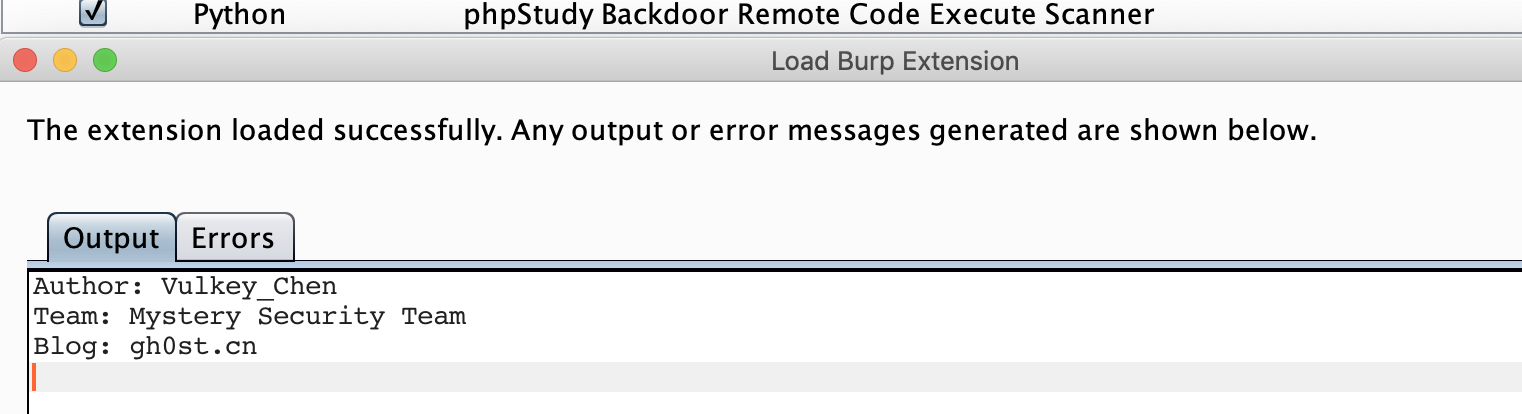 Python phpStudy Backdoor Remote Code Execute Scanner
Load Burp Extension
The extension loaded successfully. Any output or error messages generated are shown below.
Output Errors
Author: Vulkey_Chen
Team: Mystery Security Team
Blog: gh0st.cn